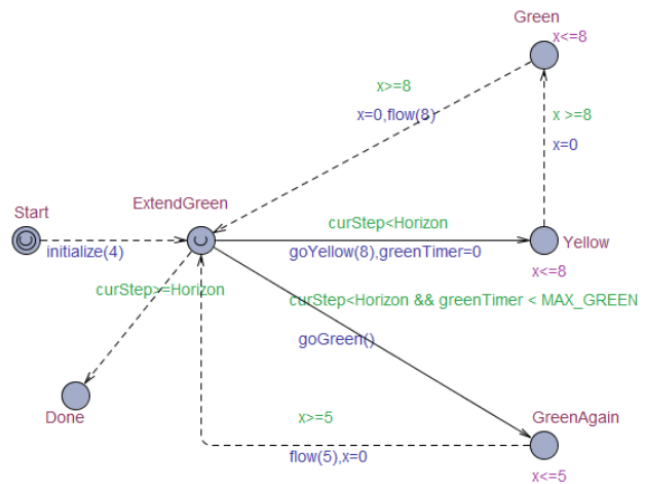 Green
x<=8
x>=8
x=0,flow(8)
x >=8
x=0
Start
ExtendGreen
initialize(4)
curStep<Horizon
goYellow(8),greenTimer=0
Yellow
x<=8
curStep>=Horizon
curStep<Horizon && greenTimer < MAX_GREEN
goGreen()
Done
x>=5
GreenAgain
flow(5),x=0
x<=5